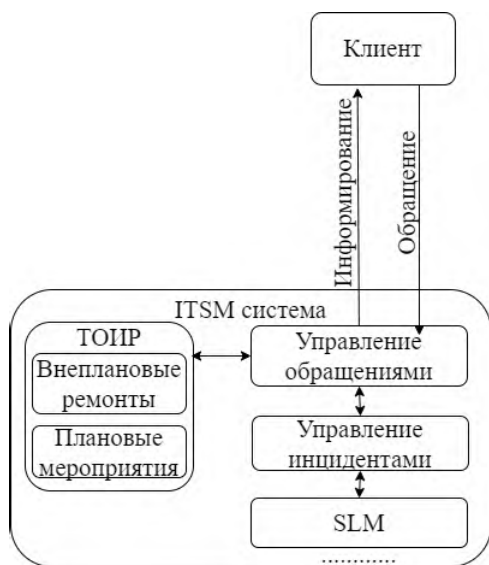 Клиент
Информирование
Обращение
ITSM система
ТОИР
Внеплановые
ремонты
Плановые
мероприятия
Управление
обращениями
Управление
инцидентами
SLM
............